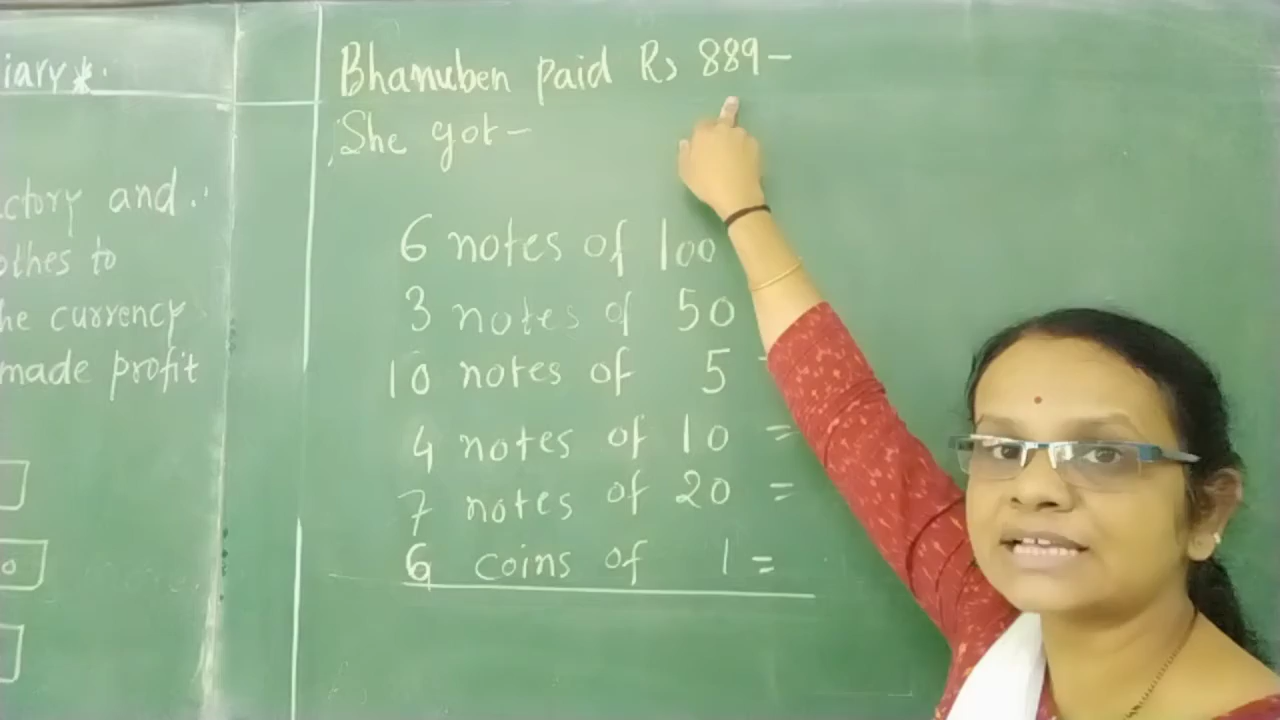 iary*.
ctory and.
othes to
he currency
made profit
o
Bhanuben paid Rs 889-
She got-
6 notes of 100
3 notes of 50
10 notes of 5 -
4 notes of 10 =
7 notes of 20 =
6 coins of 1 =